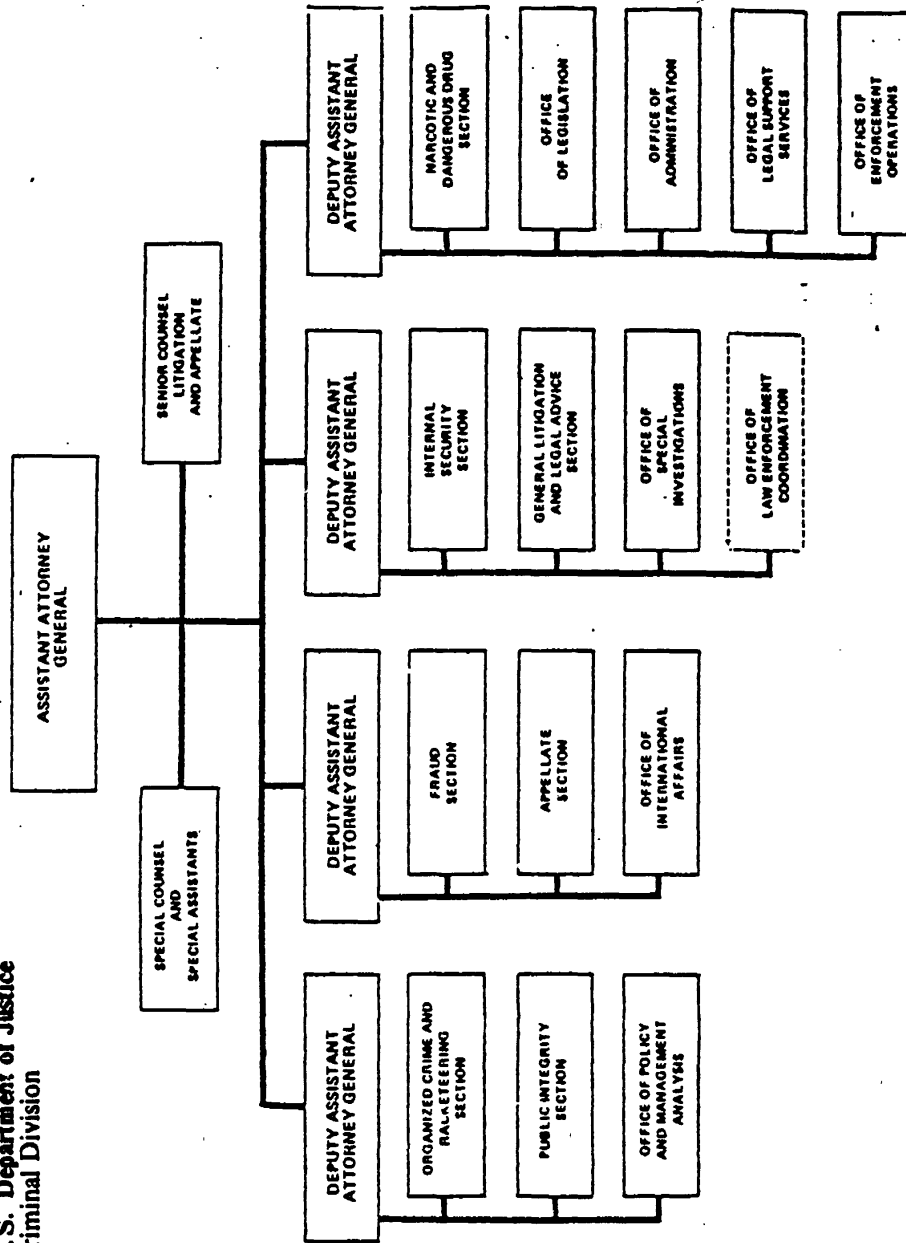 .S. Department of Justice
riminal Division
ASSISTANT ATTORNEY
GENERAL
SPECIAL COUNSEL
AND
SPECIAL ASSISTANTS
SENIOR COUNSEL
LITIGATION
AND APPELLATE
DEPUTY ASSISTANT
ATTORNEY GENERAL
ORGANIZED CRIME AND
RACKETEERING
SECTION
PUBLIC INTEGRITY
SECTION
OFFICE OF POLICY
AND MANAGEMENT
ANALYSIS
DEPUTY ASSISTANT
ATTORNEY GENERAL
FRAUD
SECTION
APPELLATE
SECTION
OFFICE OF
INTERNATIONAL
AFFAIRS
DEPUTY ASSISTANT
ATTORNEY GENERAL
INTERNAL
SECURITY
SECTION
GENERAL LITIGATION
AND LEGAL ADVICE
SECTION
OFFICE OF
SPECIAL
INVESTIGATIONS
OFFICE OF
LAW ENFORCEMENT
COORDINATION
DEPUTY ASSISTANT
ATTORNEY GENERAL
NARCOTIC AND
DANGEROUS DRUG
SECTION
OFFICE
OF LEGISLATION
OFFICE OF
ADMINISTRATION
OFFICE OF
LEGAL SUPPORT
SERVICES
OFFICE OF
ENFORCEMENT
OPERATIONS